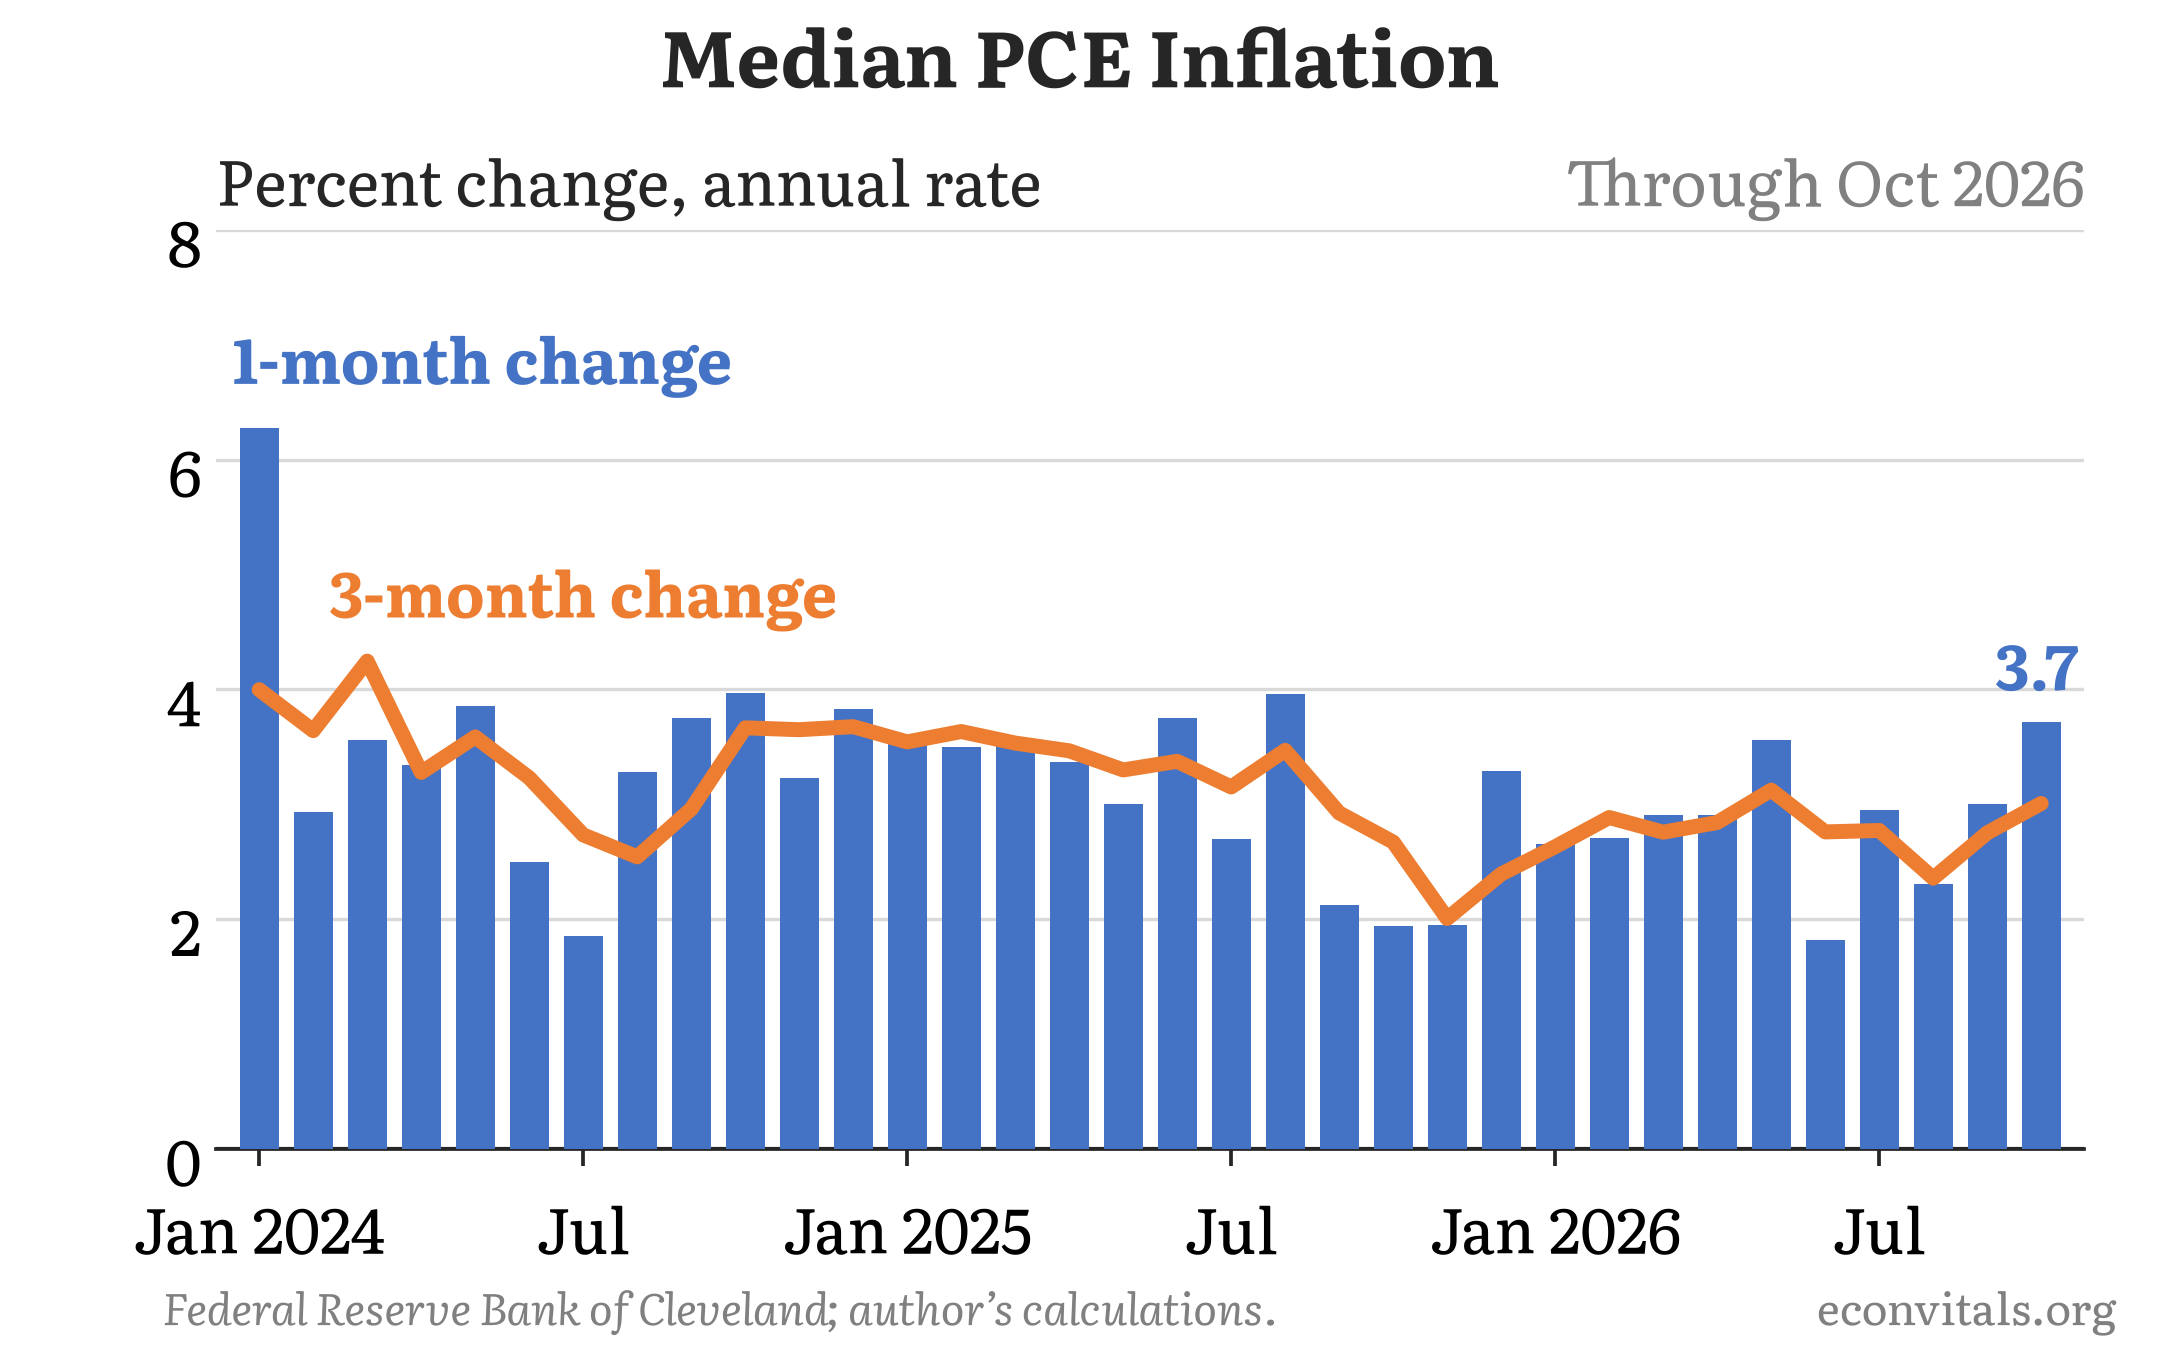 Median PCE Inflation
Percent change, annual rate
Through Oct 2026
8
1-month change
6
3-month change
3.7
4
2
0
Jan 2024 Jul Jan 2025 Jul Jan 2026 Jul
Federal Reserve Bank of Cleveland; author’s calculations.
econvitals.org